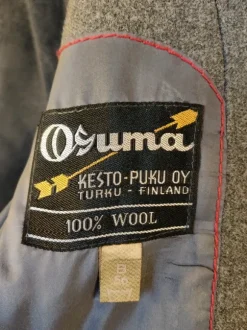 Osuma
KESTO-PUKU OY
TURKU - FINLAND
100% WOOL